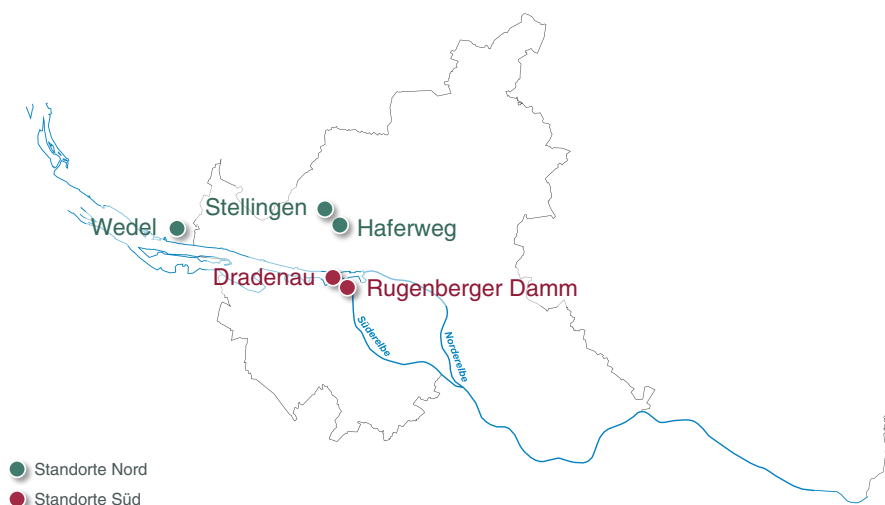 Stellingen
Wedel
Haferweg
Dradenau
Rugenberger Damm
Süderelbe
Norderelbe
Standorte Nord
Standorte Süd